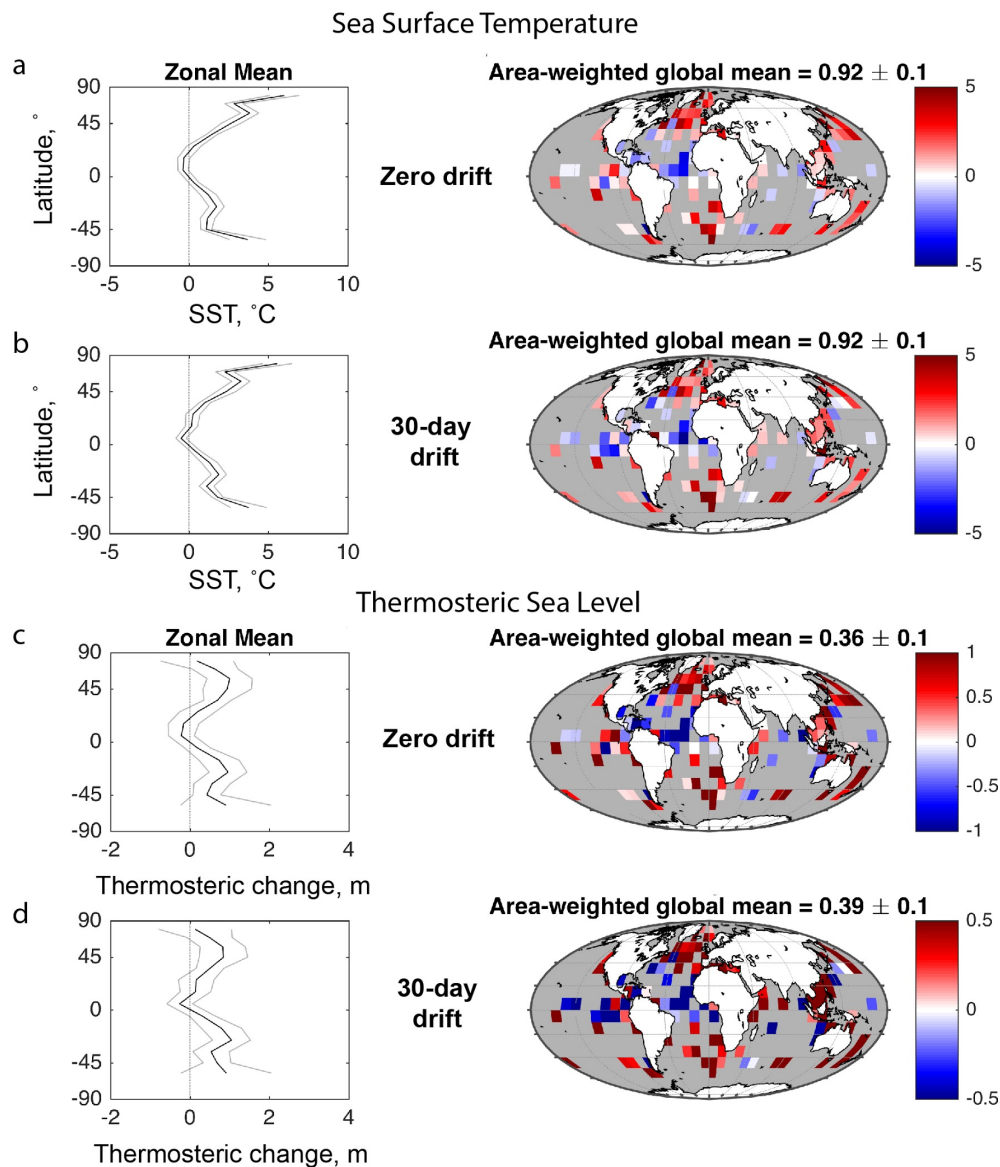 Sea Surface Temperature
a
Zonal Mean
Area-weighted global mean = 0.92 ± 0.1
90
45
0
-45
-90
Latitude, °
-5 0 5 10
SST, ˚C
Zero drift
5
0
-5
b
Area-weighted global mean = 0.92 ± 0.1
90
45
0
-45
-90
Latitude, °
-5 0 5 10
SST, ˚C
30-day
drift
5
0
-5
Thermosteric Sea Level
c
Zonal Mean
Area-weighted global mean = 0.36 ± 0.1
90
45
0
-45
-90
-2 0 2 4
Thermosteric change, m
Zero drift
1
0.5
0
-0.5
-1
d
Area-weighted global mean = 0.39 ± 0.1
90
45
0
-45
-90
-2 0 2 4
Thermosteric change, m
30-day
drift
0.5
0
-0.5